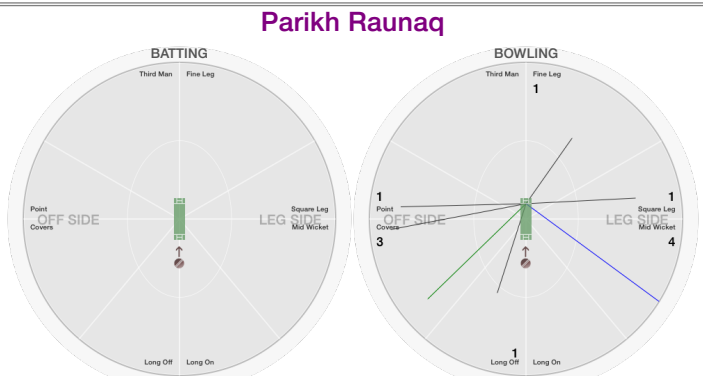 Parikh Raunaq
BATTING
Third Man Fine Leg
Point
OFF SIDE
Covers
Square Leg
LEG SIDE
Mid Wicket
Long Off Long On
BOWLING
Third Man Fine Leg
1
1
Point
OFF SIDE
Covers
3
1
Square Leg
LEG SIDE
Mid Wicket
4
1
Long Off Long On